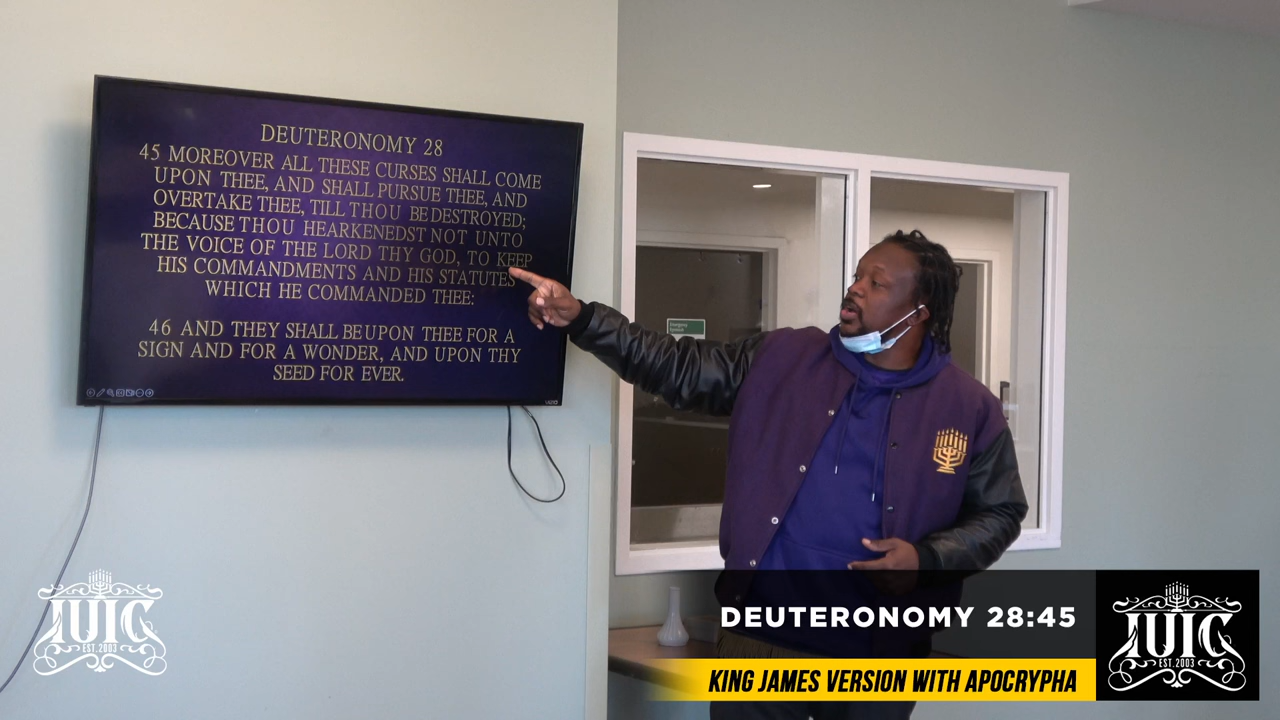 DEUTERONOMY 28
45 MOREOVER ALL THESE CURSES SHALL COME
UPON THEE, AND SHALL PURSUE THEE, AND
OVERTAKE THEE, TILL THOU BE DESTROYED;
BECAUSE THOU HEARKENEDST NOT UNTO
THE VOICE OF THE LORD THY GOD, TO KEEP
HIS COMMANDMENTS AND HIS STATUTES
WHICH HE COMMANDED THEE:
46 AND THEY SHALL BE UPON THEE FOR A
SIGN AND FOR A WONDER, AND UPON THY
SEED FOR EVER.
VIZIO
IUIC
EST. 2003
DEUTERONOMY 28:45
KING JAMES VERSION WITH APOCRYPHA
IUIC
EST. 2003